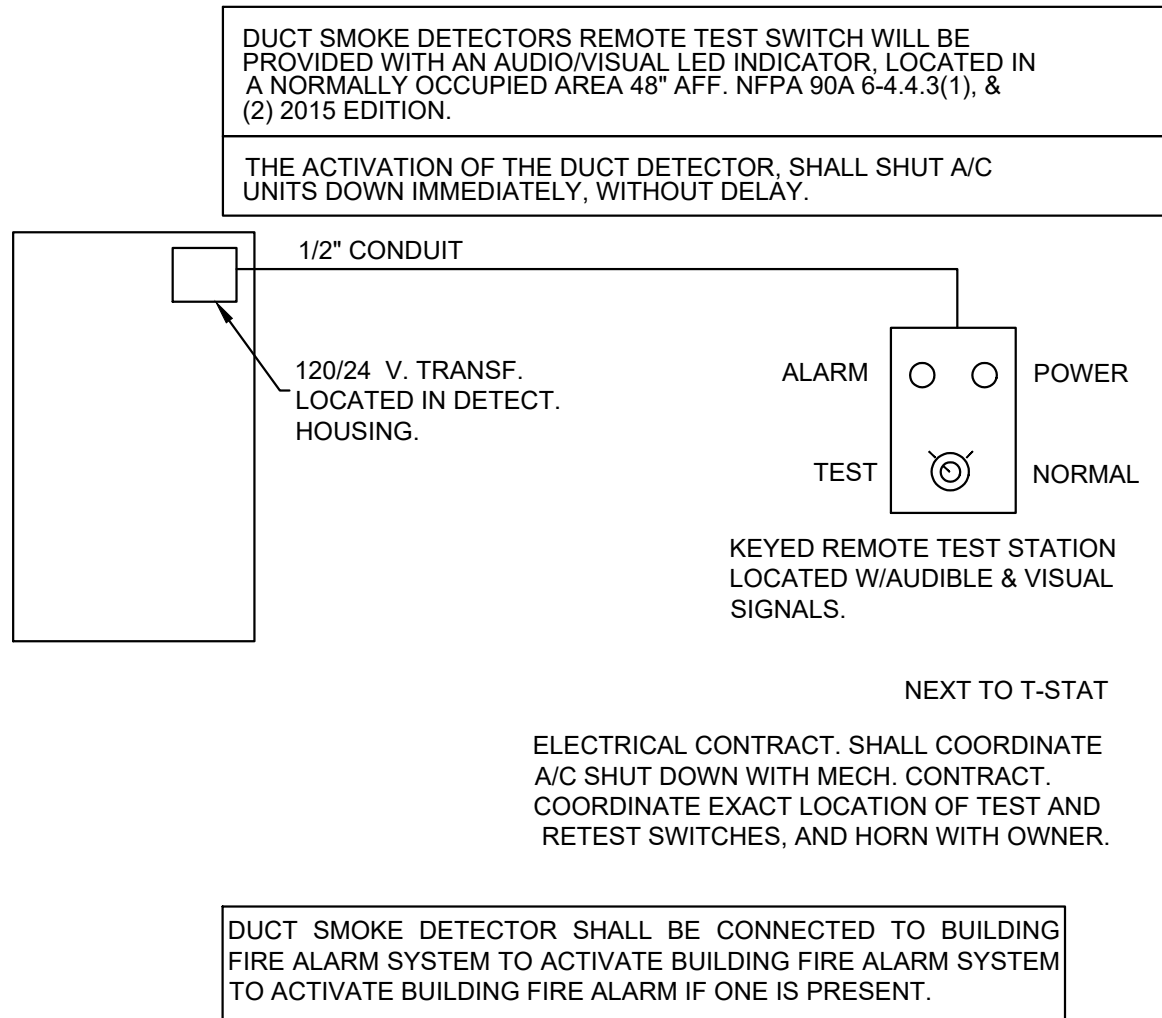 DUCT SMOKE DETECTORS REMOTE TEST SWITCH WILL BE
PROVIDED WITH AN AUDIO/VISUAL LED INDICATOR, LOCATED IN
A NORMALLY OCCUPIED AREA 48" AFF. NFPA 90A 6-4.4.3(1), &
(2) 2015 EDITION.
THE ACTIVATION OF THE DUCT DETECTOR, SHALL SHUT A/C
UNITS DOWN IMMEDIATELY, WITHOUT DELAY.
1/2" CONDUIT
120/24 V. TRANSF.
LOCATED IN DETECT.
HOUSING.
ALARM
POWER
TEST
NORMAL
KEYED REMOTE TEST STATION
LOCATED W/AUDIBLE & VISUAL
SIGNALS.
NEXT TO T-STAT
ELECTRICAL CONTRACT. SHALL COORDINATE
A/C SHUT DOWN WITH MECH. CONTRACT.
COORDINATE EXACT LOCATION OF TEST AND
RETEST SWITCHES, AND HORN WITH OWNER.
DUCT SMOKE DETECTOR SHALL BE CONNECTED TO BUILDING
FIRE ALARM SYSTEM TO ACTIVATE BUILDING FIRE ALARM SYSTEM
TO ACTIVATE BUILDING FIRE ALARM IF ONE IS PRESENT.